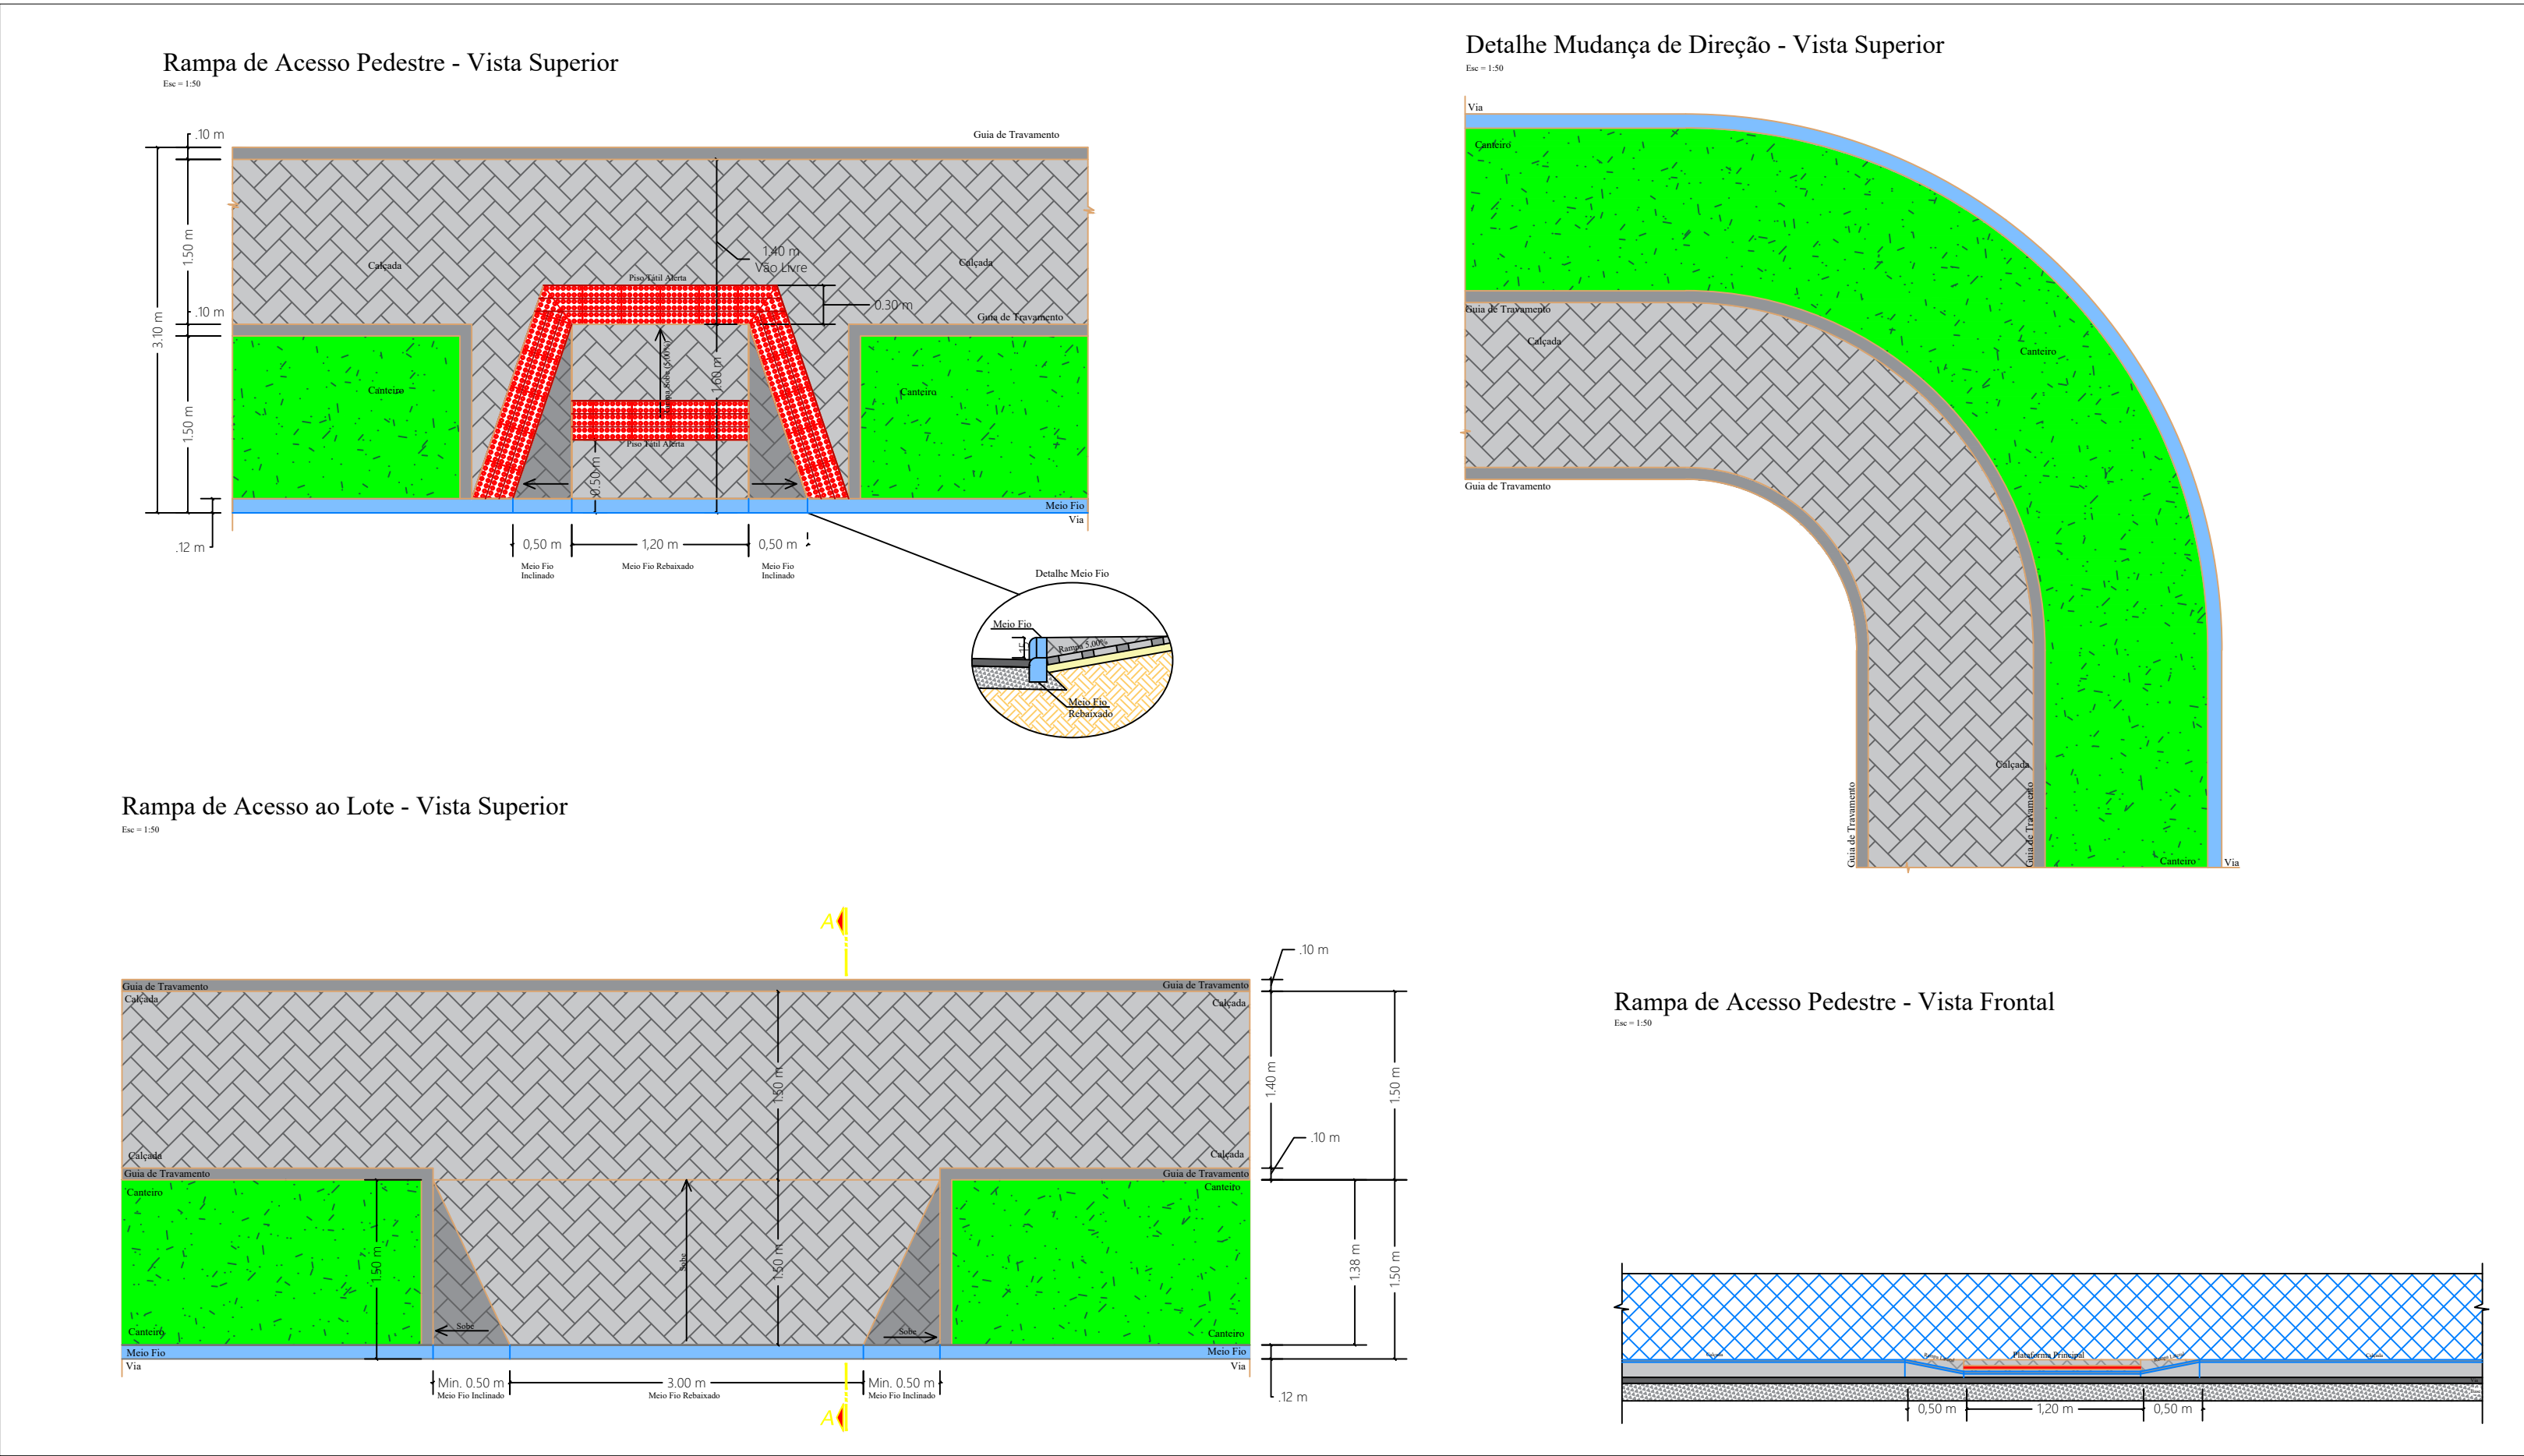 Rampa de Acesso Pedestre - Vista Superior
Esc = 1:50
.10 m
Guia de Travamento
1.50 m
3.10 m
Calçada
1.40 m
Vão Livre
Calçada
Piso Tátil Alerta
0.30 m
.10 m
Guia de Travamento
Canteiro
1.60 m
Canteiro
1.50 m
Piso Tátil Alerta
0.50 m
Meio Fio
Via
.12 m
0,50 m
1,20 m
0,50 m
Meio Fio
Inclinado
Meio Fio Rebaixado
Meio Fio
Inclinado
Detalhe Meio Fio
Meio Fio
Rampa 5.00%
Meio Fio
Rebaixado
Detalhe Mudança de Direção - Vista Superior
Esc = 1:50
Via
Canteiro
Guia de Travamento
Calçada
Canteiro
Guia de Travamento
Calçada
Guia de Travamento
Guia de Travamento
Canteiro
Via
Rampa de Acesso ao Lote - Vista Superior
Esc = 1:50
A
.10 m
Guia de Travamento
Guia de Travamento
Calçada
Calçada
1.50 m
1.40 m
1.50 m
.10 m
Calçada
Calçada
Guia de Travamento
Guia de Travamento
Canteiro
Canteiro
1.50 m
Sobe
1.50 m
1.38 m
1.50 m
Sobe
Sobe
Canteiro
Canteiro
Meio Fio
Meio Fio
Via
Via
Min. 0.50 m
3.00 m
Min. 0.50 m
Meio Fio Inclinado
Meio Fio Rebaixado
Meio Fio Inclinado
.12 m
A
Rampa de Acesso Pedestre - Vista Frontal
Esc = 1:50
Calçada
Plataforma Principal
Calçada
0,50 m
1,20 m
0,50 m